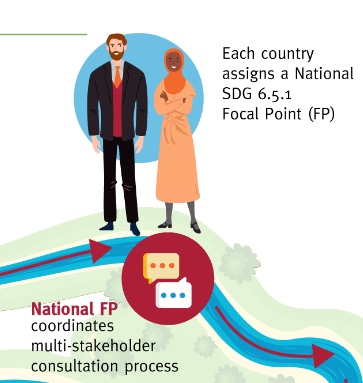 Each country
assigns a National
SDG 6.5.1
Focal Point (FP)
National FP
coordinates
multi-stakeholder
consultation process